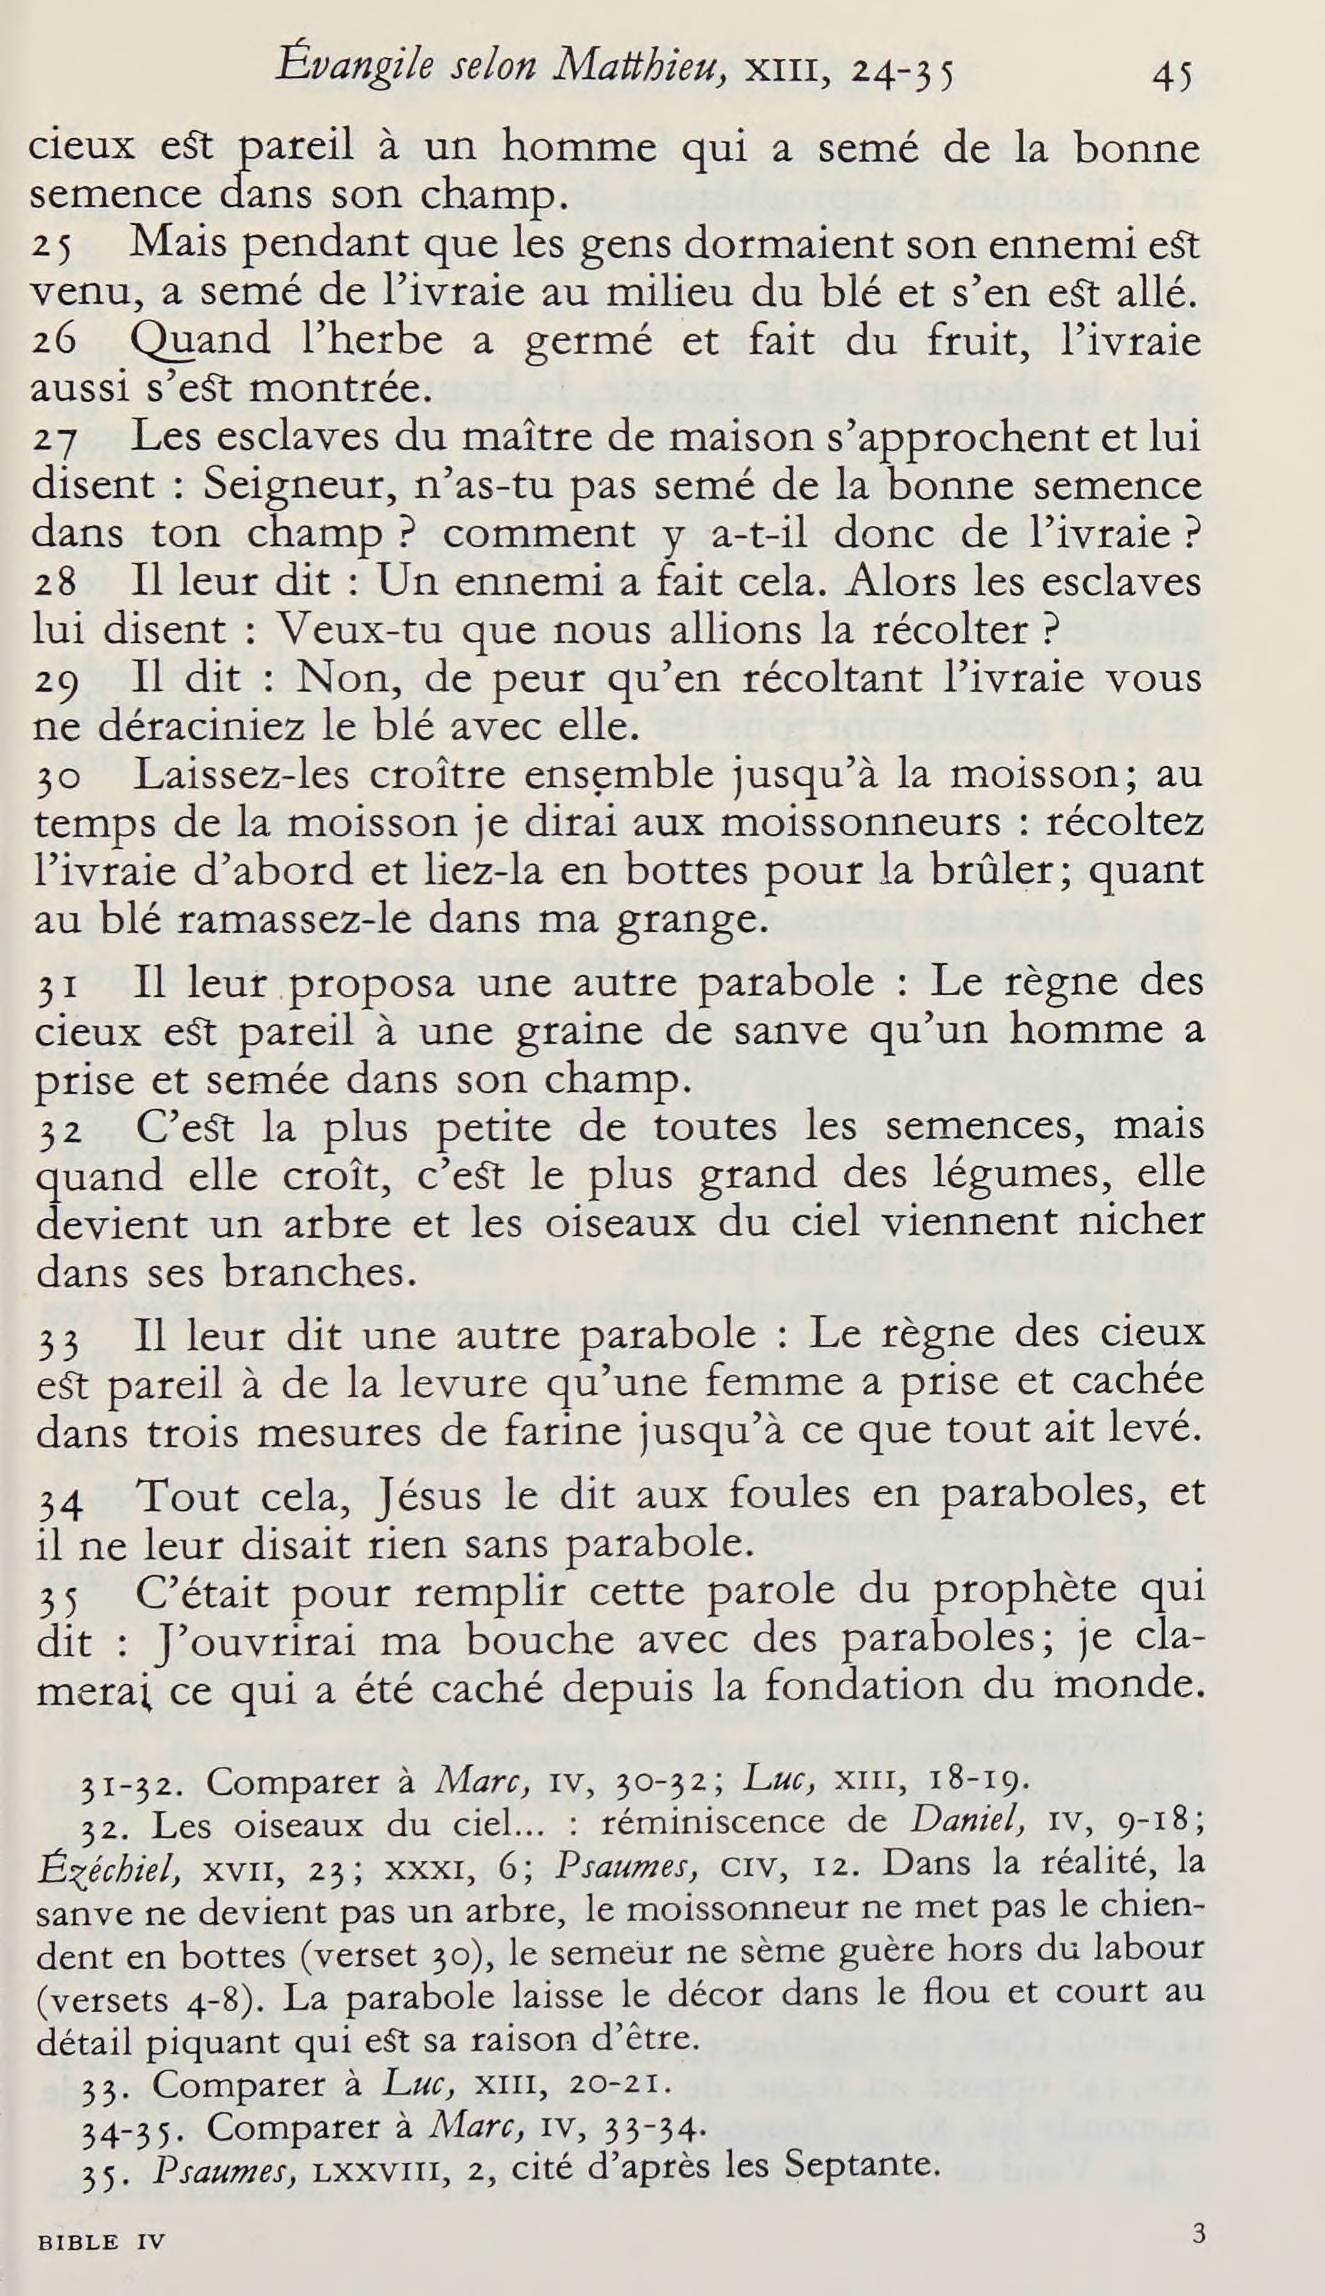 Évangile selon Matthieu, XIII, 24-35 45
cieux est pareil à un homme qui a semé de la bonne
semence dans son champ.
25 Mais pendant que les gens dormaient son ennemi est
venu, a semé de l’ivraie au milieu du blé et s’en est allé.
26 Quand l’herbe a germé et fait du fruit, l’ivraie
aussi s’est montrée.
27 Les esclaves du maître de maison s’approchent et lui
disent : Seigneur, n’as-tu pas semé de la bonne semence
dans ton champ ? comment y a-t-il donc de l’ivraie ?
28 Il leur dit : Un ennemi a fait cela. Alors les esclaves
lui disent : Veux-tu que nous allions la récolter ?
29 Il dit : Non, de peur qu’en récoltant l’ivraie vous
ne déraciniez le blé avec elle.
30 Laissez-les croître ensemble jusqu’à la moisson; au
temps de la moisson je dirai aux moissonneurs : récoltez
l’ivraie d’abord et liez-la en bottes pour la brûler; quant
au blé ramassez-le dans ma grange.
31 Il leur proposa une autre parabole : Le règne des
cieux est pareil à une graine de sanve qu’un homme a
prise et semée dans son champ.
32 C’est la plus petite de toutes les semences, mais
quand elle croît, c’est le plus grand des légumes, elle
devient un arbre et les oiseaux du ciel viennent nicher
dans ses branches.
33 Il leur dit une autre parabole : Le règne des cieux
est pareil à de la levure qu’une femme a prise et cachée
dans trois mesures de farine jusqu’à ce que tout ait levé.
34 Tout cela, Jésus le dit aux foules en paraboles, et
il ne leur disait rien sans parabole.
35 C’était pour remplir cette parole du prophète qui
dit : J’ouvrirai ma bouche avec des paraboles; je cla-
merai ce qui a été caché depuis la fondation du monde.
31-32. Comparer à Marc, IV, 30-32; Luc, XIII, 18-19.
32. Les oiseaux du ciel... : réminiscence de Daniel, IV, 9-18;
Ézéchiel, XVII, 23; XXXI, 6; Psaumes, CIV, 12. Dans la réalité, la
sanve ne devient pas un arbre, le moissonneur ne met pas le chien-
dent en bottes (verset 30), le semeur ne sème guère hors du labour
(versets 4-8). La parabole laisse le décor dans le flou et court au
détail piquant qui est sa raison d’être.
33. Comparer à Luc, XIII, 20-21.
34-35. Comparer à Marc, IV, 33-34.
35. Psaumes, LXXVIII, 2, cité d’après les Septante.
BIBLE IV 3